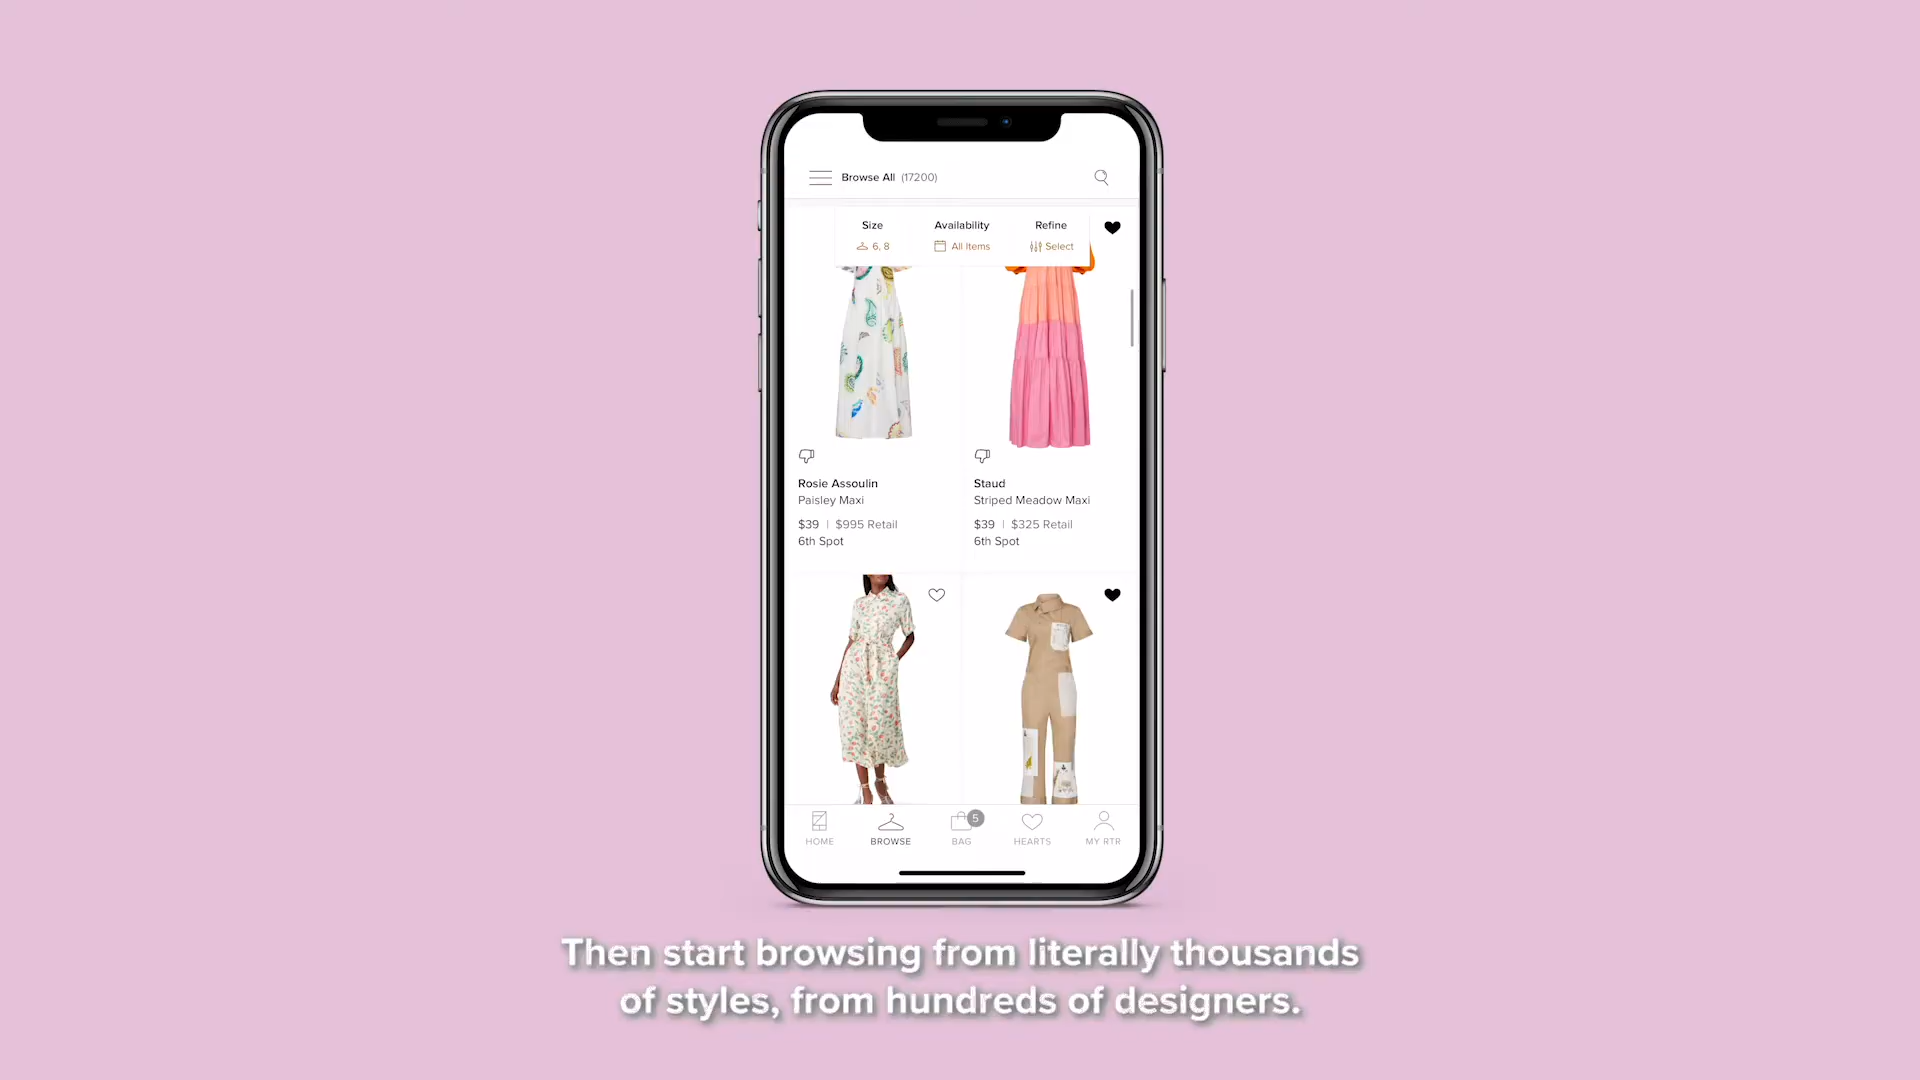 Browse All (17200)
Size
Availability
Refine
6, 8
All Items
Select
Rosie Assoulin
Paisley Maxi
$39 | $995 Retail
6th Spot
Staud
Striped Meadow Maxi
$39 | $325 Retail
6th Spot
HOME
BROWSE
5
BAG
HEARTS
MY RTR
Then start browsing from literally thousands
of styles, from hundreds of designers.